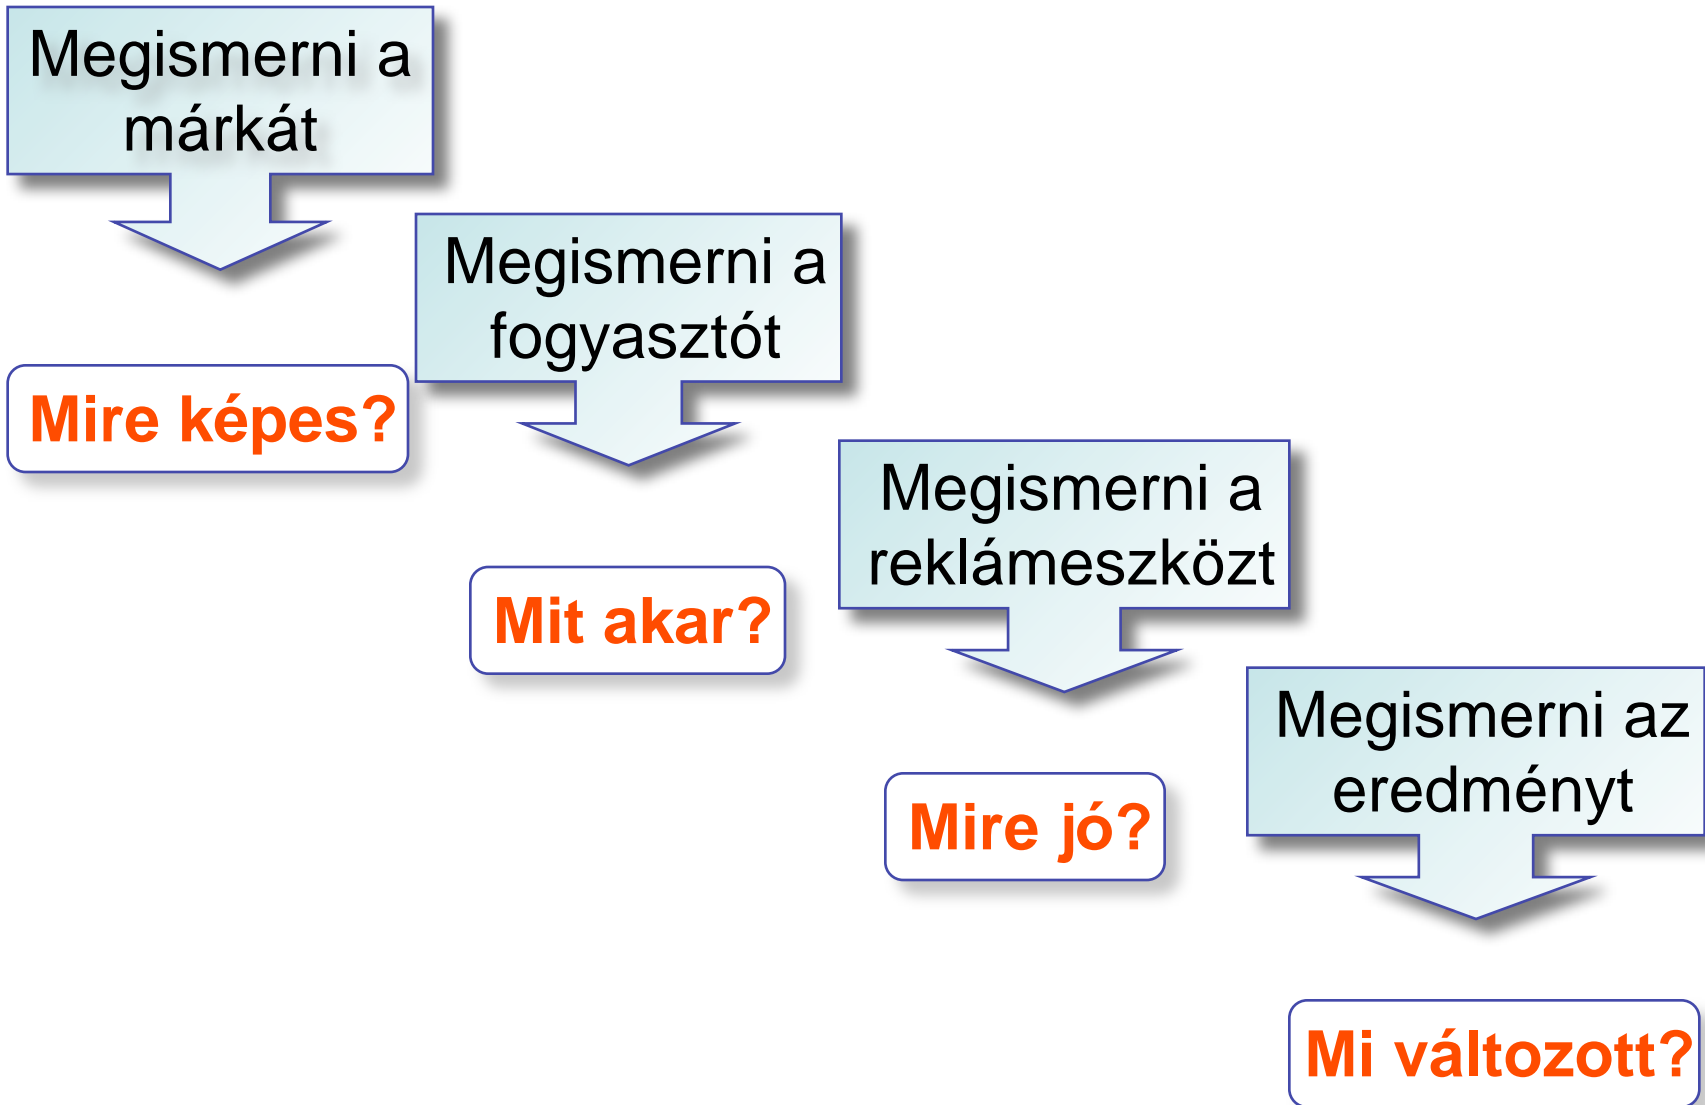 Megismerni a
márkát
Mire képes?
Megismerni a
fogyasztót
Mit akar?
Megismerni a
reklámeszközt
Mire jó?
Megismerni az
eredményt
Mi változott?